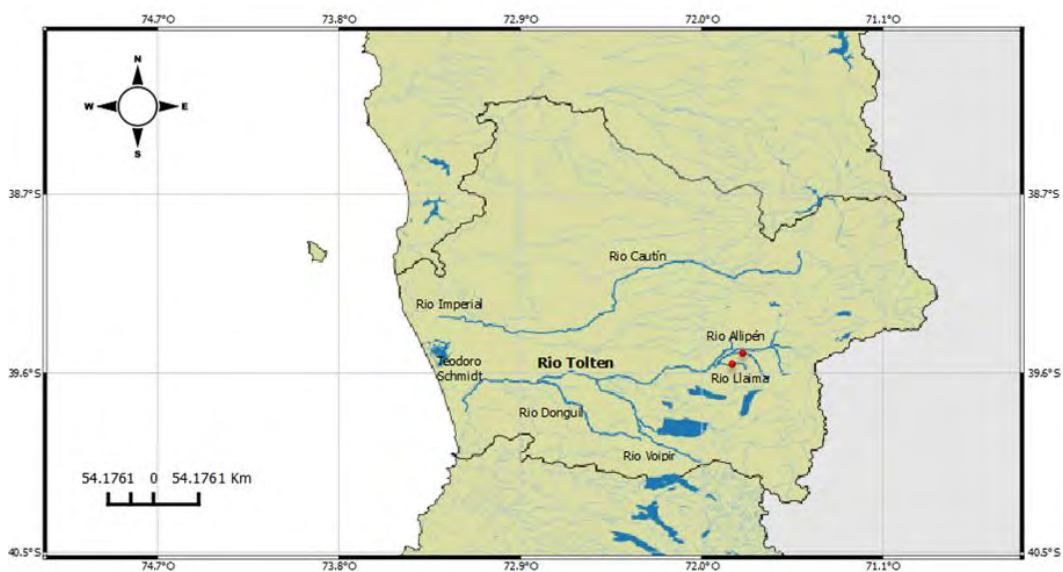 74.7°O 73.8°O 72.9°O 72.0°O 71.1°O
N
W E
S
38.7°S 38.7°S
Rio Cautín
Rio Imperial
Rio Allipén
Teodoro
Schmidt
Rio Tolten
39.6°S 39.6°S
Rio Llaima
Rio Donguil
Rio Voipir
54.1761 0 54.1761 Km
40.5°S 40.5°S
74.7°O 73.8°O 72.9°O 72.0°O 71.1°O